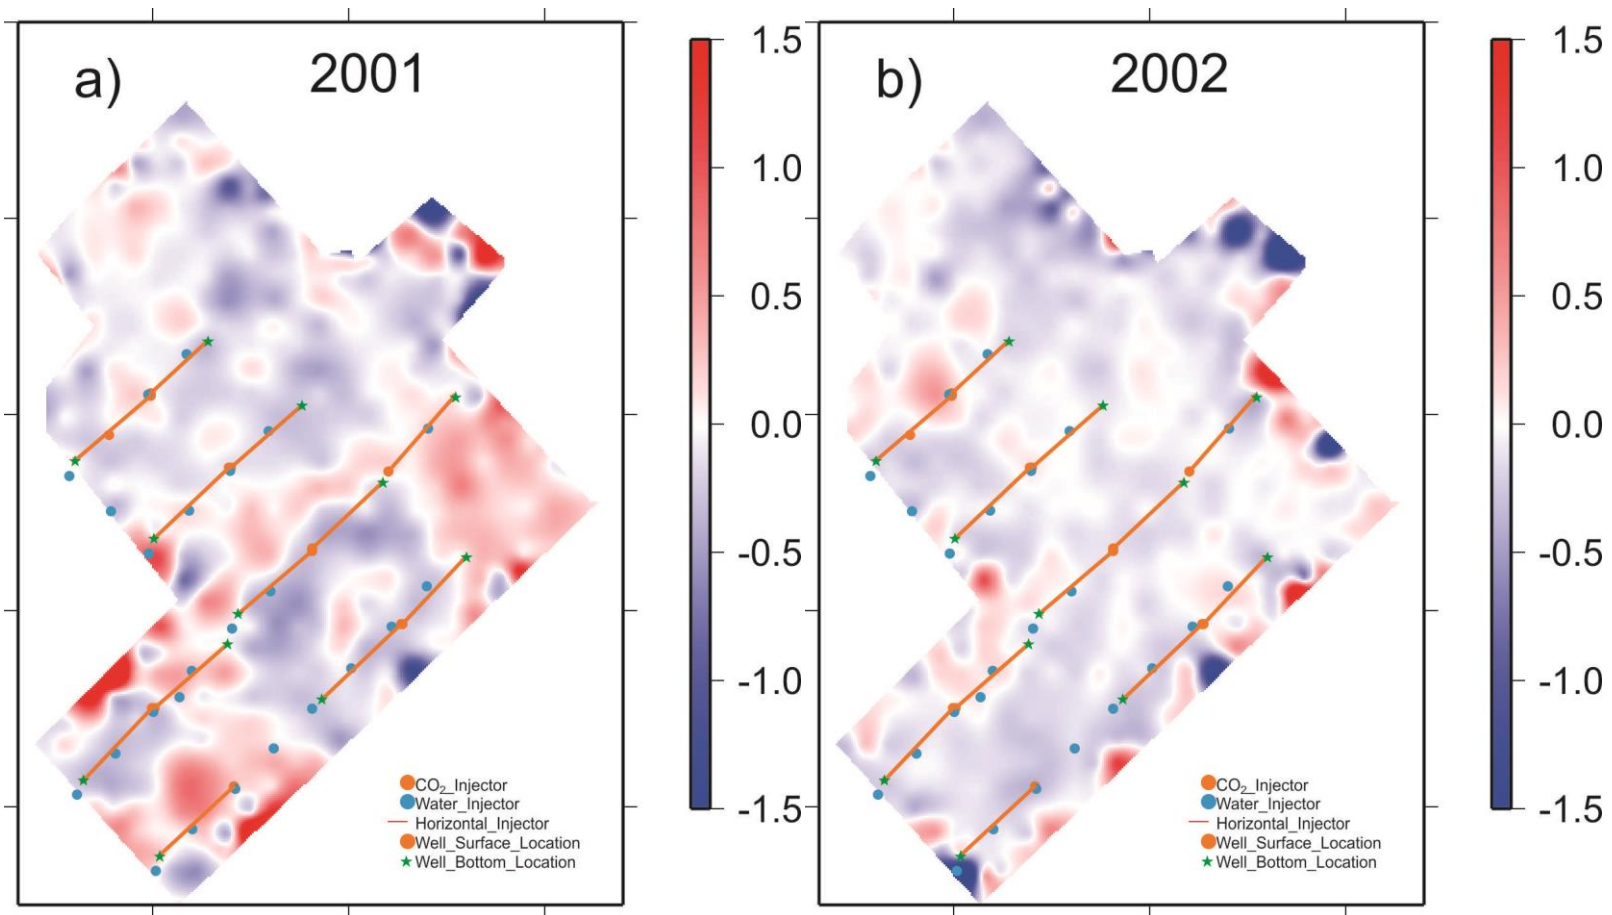 a) 2001
1.5
1.0
0.5
0.0
-0.5
-1.0
-1.5
CO₂_Injector
Water_Injector
Horizontal_Injector
Well_Surface_Location
Well_Bottom_Location
b) 2002
1.5
1.0
0.5
0.0
-0.5
-1.0
-1.5
CO₂_Injector
Water_Injector
Horizontal_Injector
Well_Surface_Location
Well_Bottom_Location